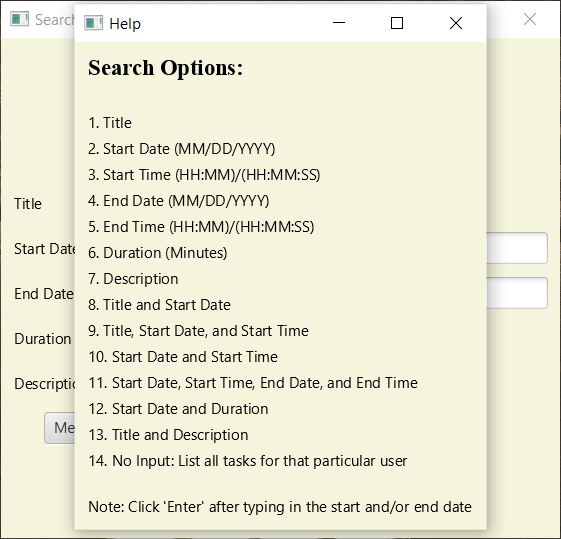 Search
Help
Search Options:
1. Title
2. Start Date (MM/DD/YYYY)
3. Start Time (HH:MM)/(HH:MM:SS)
4. End Date (MM/DD/YYYY)
5. End Time (HH:MM)/(HH:MM:SS)
6. Duration (Minutes)
7. Description
8. Title and Start Date
9. Title, Start Date, and Start Time
10. Start Date and Start Time
11. Start Date, Start Time, End Date, and End Time
12. Start Date and Duration
13. Title and Description
14. No Input: List all tasks for that particular user
Note: Click 'Enter' after typing in the start and/or end date
Title
Start Date
End Date
Duration
Descriptio
Me